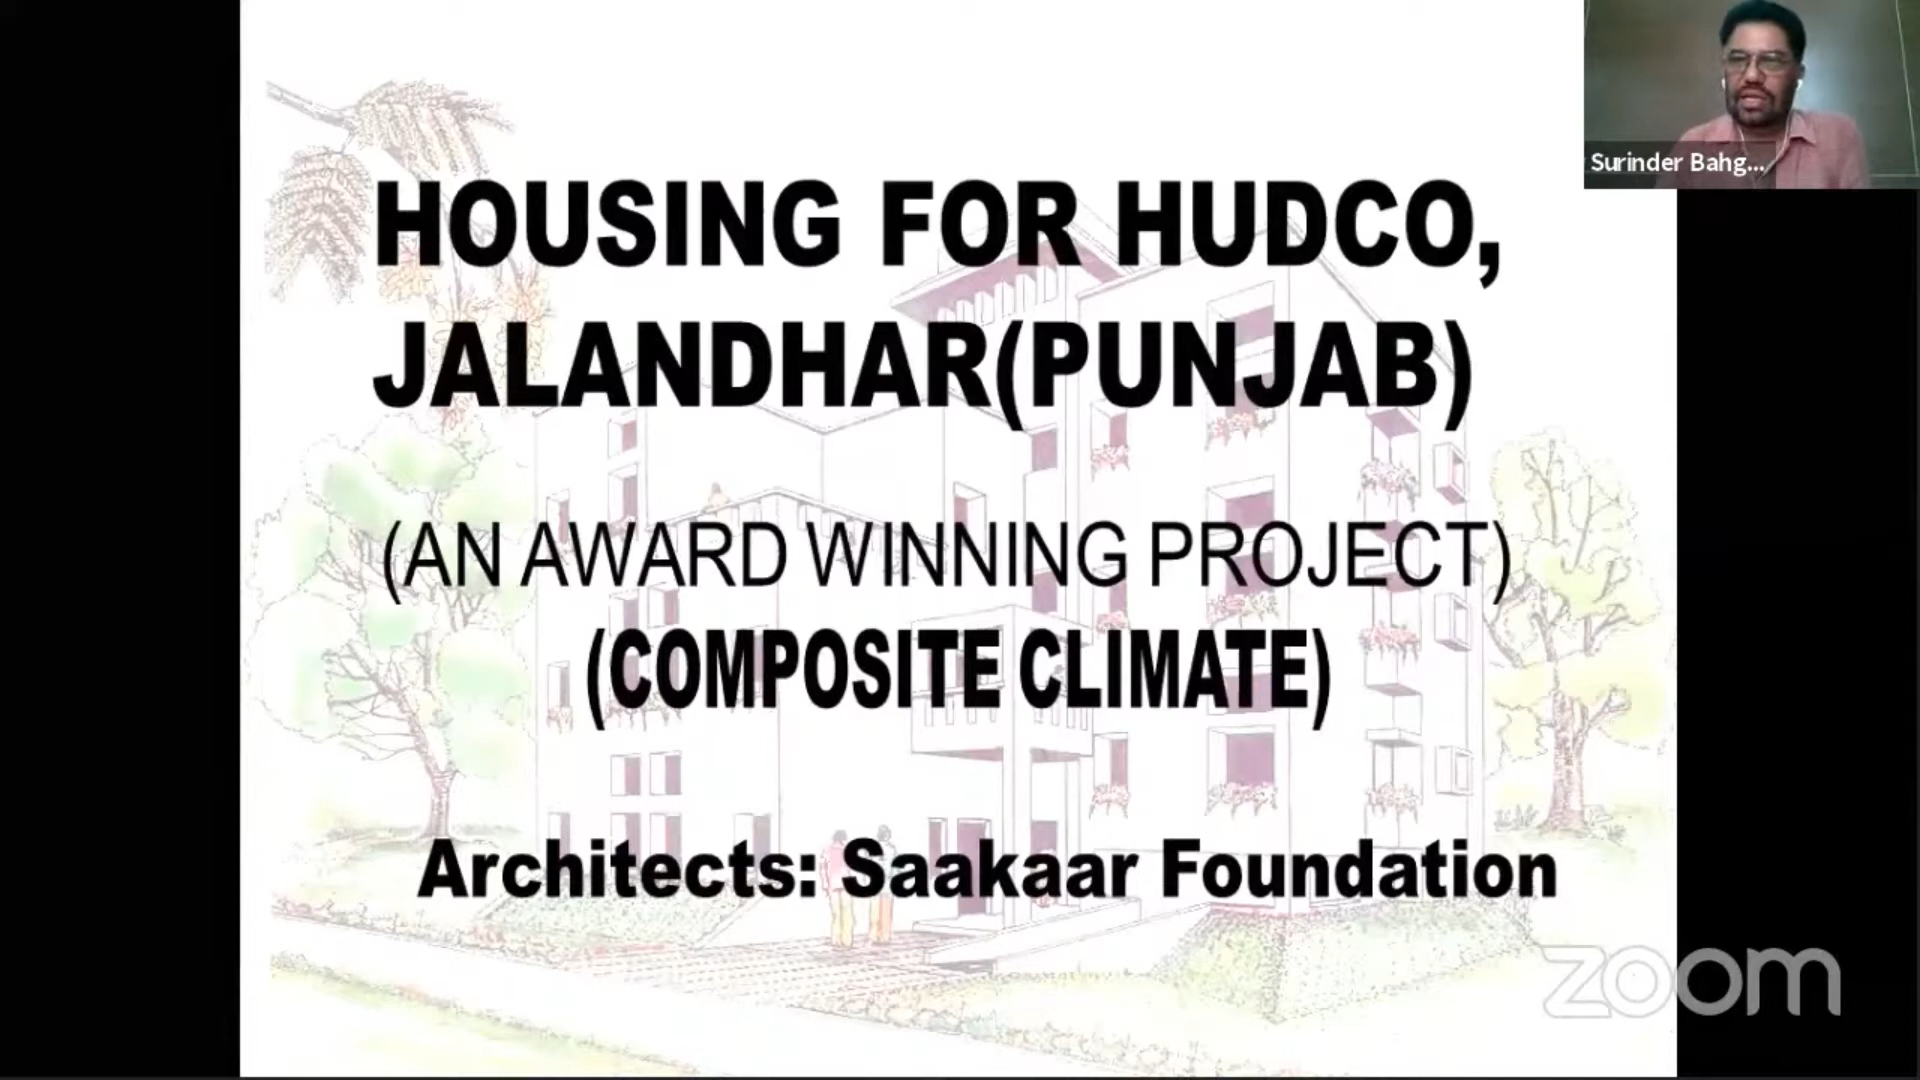 Surinder Bahg...
HOUSING FOR HUDCO,
JALANDHAR(PUNJAB)
(AN AWARD WINNING PROJECT)
(COMPOSITE CLIMATE)
Architects: Saakaar Foundation
zoom